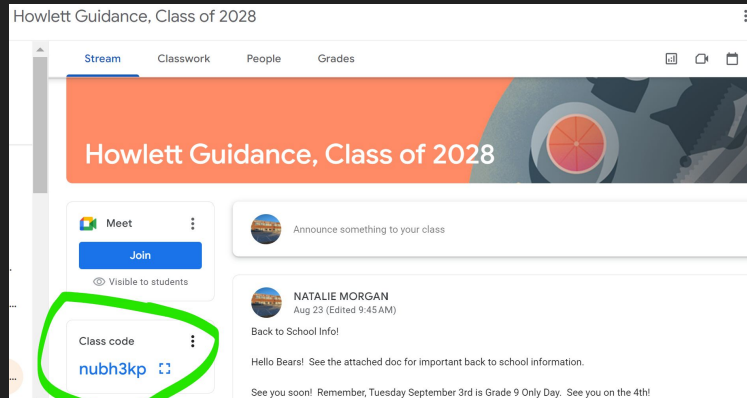 Howlett Guidance, Class of 2028
Stream Classwork People Grades
Howlett Guidance, Class of 2028
Meet
Join
Visible to students
Class code
nubh3kp
Announce something to your class
NATALIE MORGAN
Aug 23 (Edited 9:45 AM)
Back to School Info!
Hello Bears! See the attached doc for important back to school information.
See you soon! Remember, Tuesday September 3rd is Grade 9 Only Day. See you on the 4th!